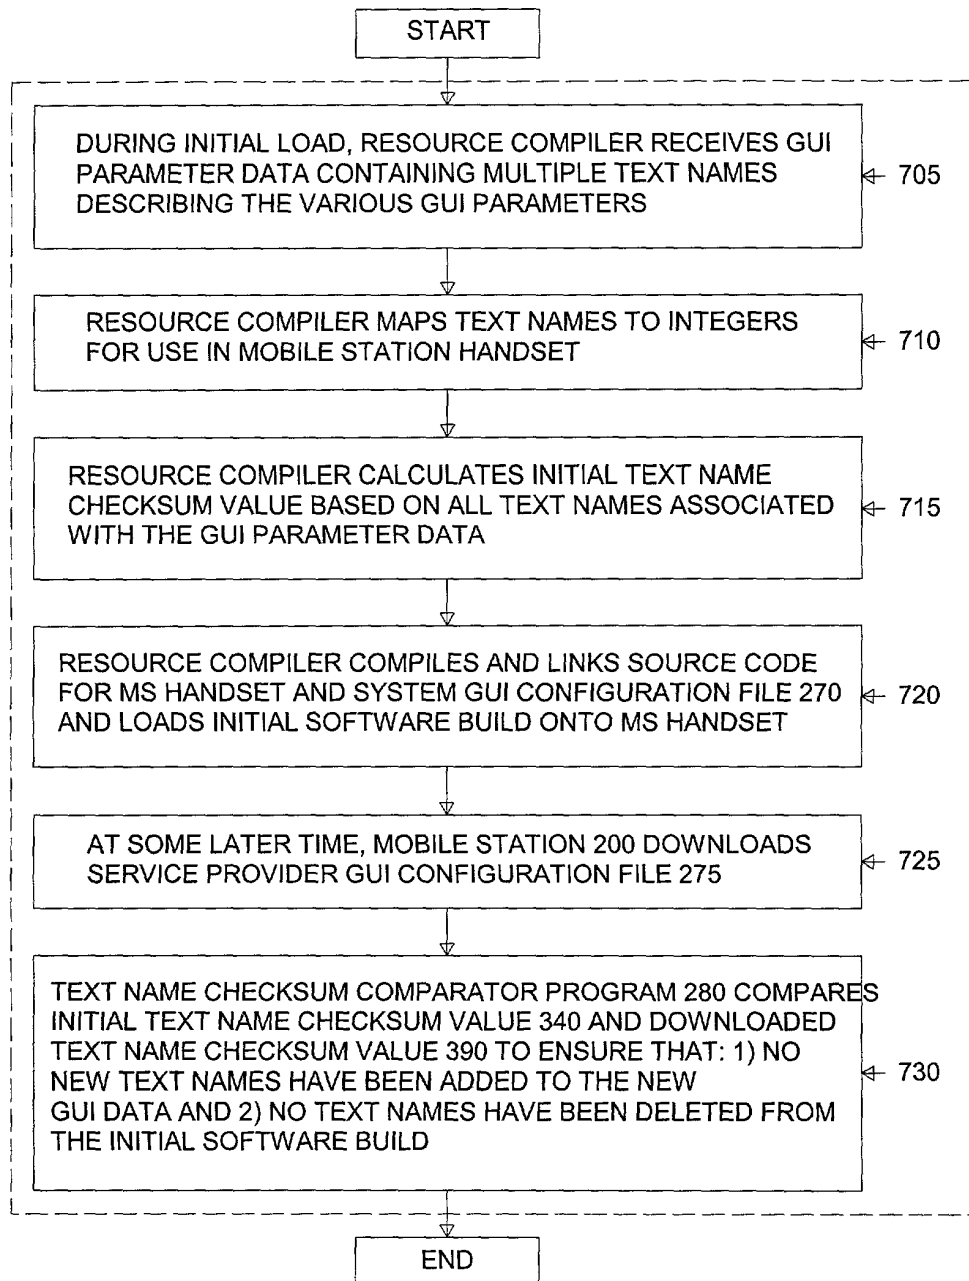 START
DURING INITIAL LOAD, RESOURCE COMPILER RECEIVES GUI
PARAMETER DATA CONTAINING MULTIPLE TEXT NAMES
DESCRIBING THE VARIOUS GUI PARAMETERS
705
RESOURCE COMPILER MAPS TEXT NAMES TO INTEGERS
FOR USE IN MOBILE STATION HANDSET
710
RESOURCE COMPILER CALCULATES INITIAL TEXT NAME
CHECKSUM VALUE BASED ON ALL TEXT NAMES ASSOCIATED
WITH THE GUI PARAMETER DATA
715
RESOURCE COMPILER COMPILES AND LINKS SOURCE CODE
FOR MS HANDSET AND SYSTEM GUI CONFIGURATION FILE 270
AND LOADS INITIAL SOFTWARE BUILD ONTO MS HANDSET
720
AT SOME LATER TIME, MOBILE STATION 200 DOWNLOADS
SERVICE PROVIDER GUI CONFIGURATION FILE 275
725
TEXT NAME CHECKSUM COMPARATOR PROGRAM 280 COMPARES
INITIAL TEXT NAME CHECKSUM VALUE 340 AND DOWNLOADED
TEXT NAME CHECKSUM VALUE 390 TO ENSURE THAT: 1) NO
NEW TEXT NAMES HAVE BEEN ADDED TO THE NEW
GUI DATA AND 2) NO TEXT NAMES HAVE BEEN DELETED FROM
THE INITIAL SOFTWARE BUILD
730
END